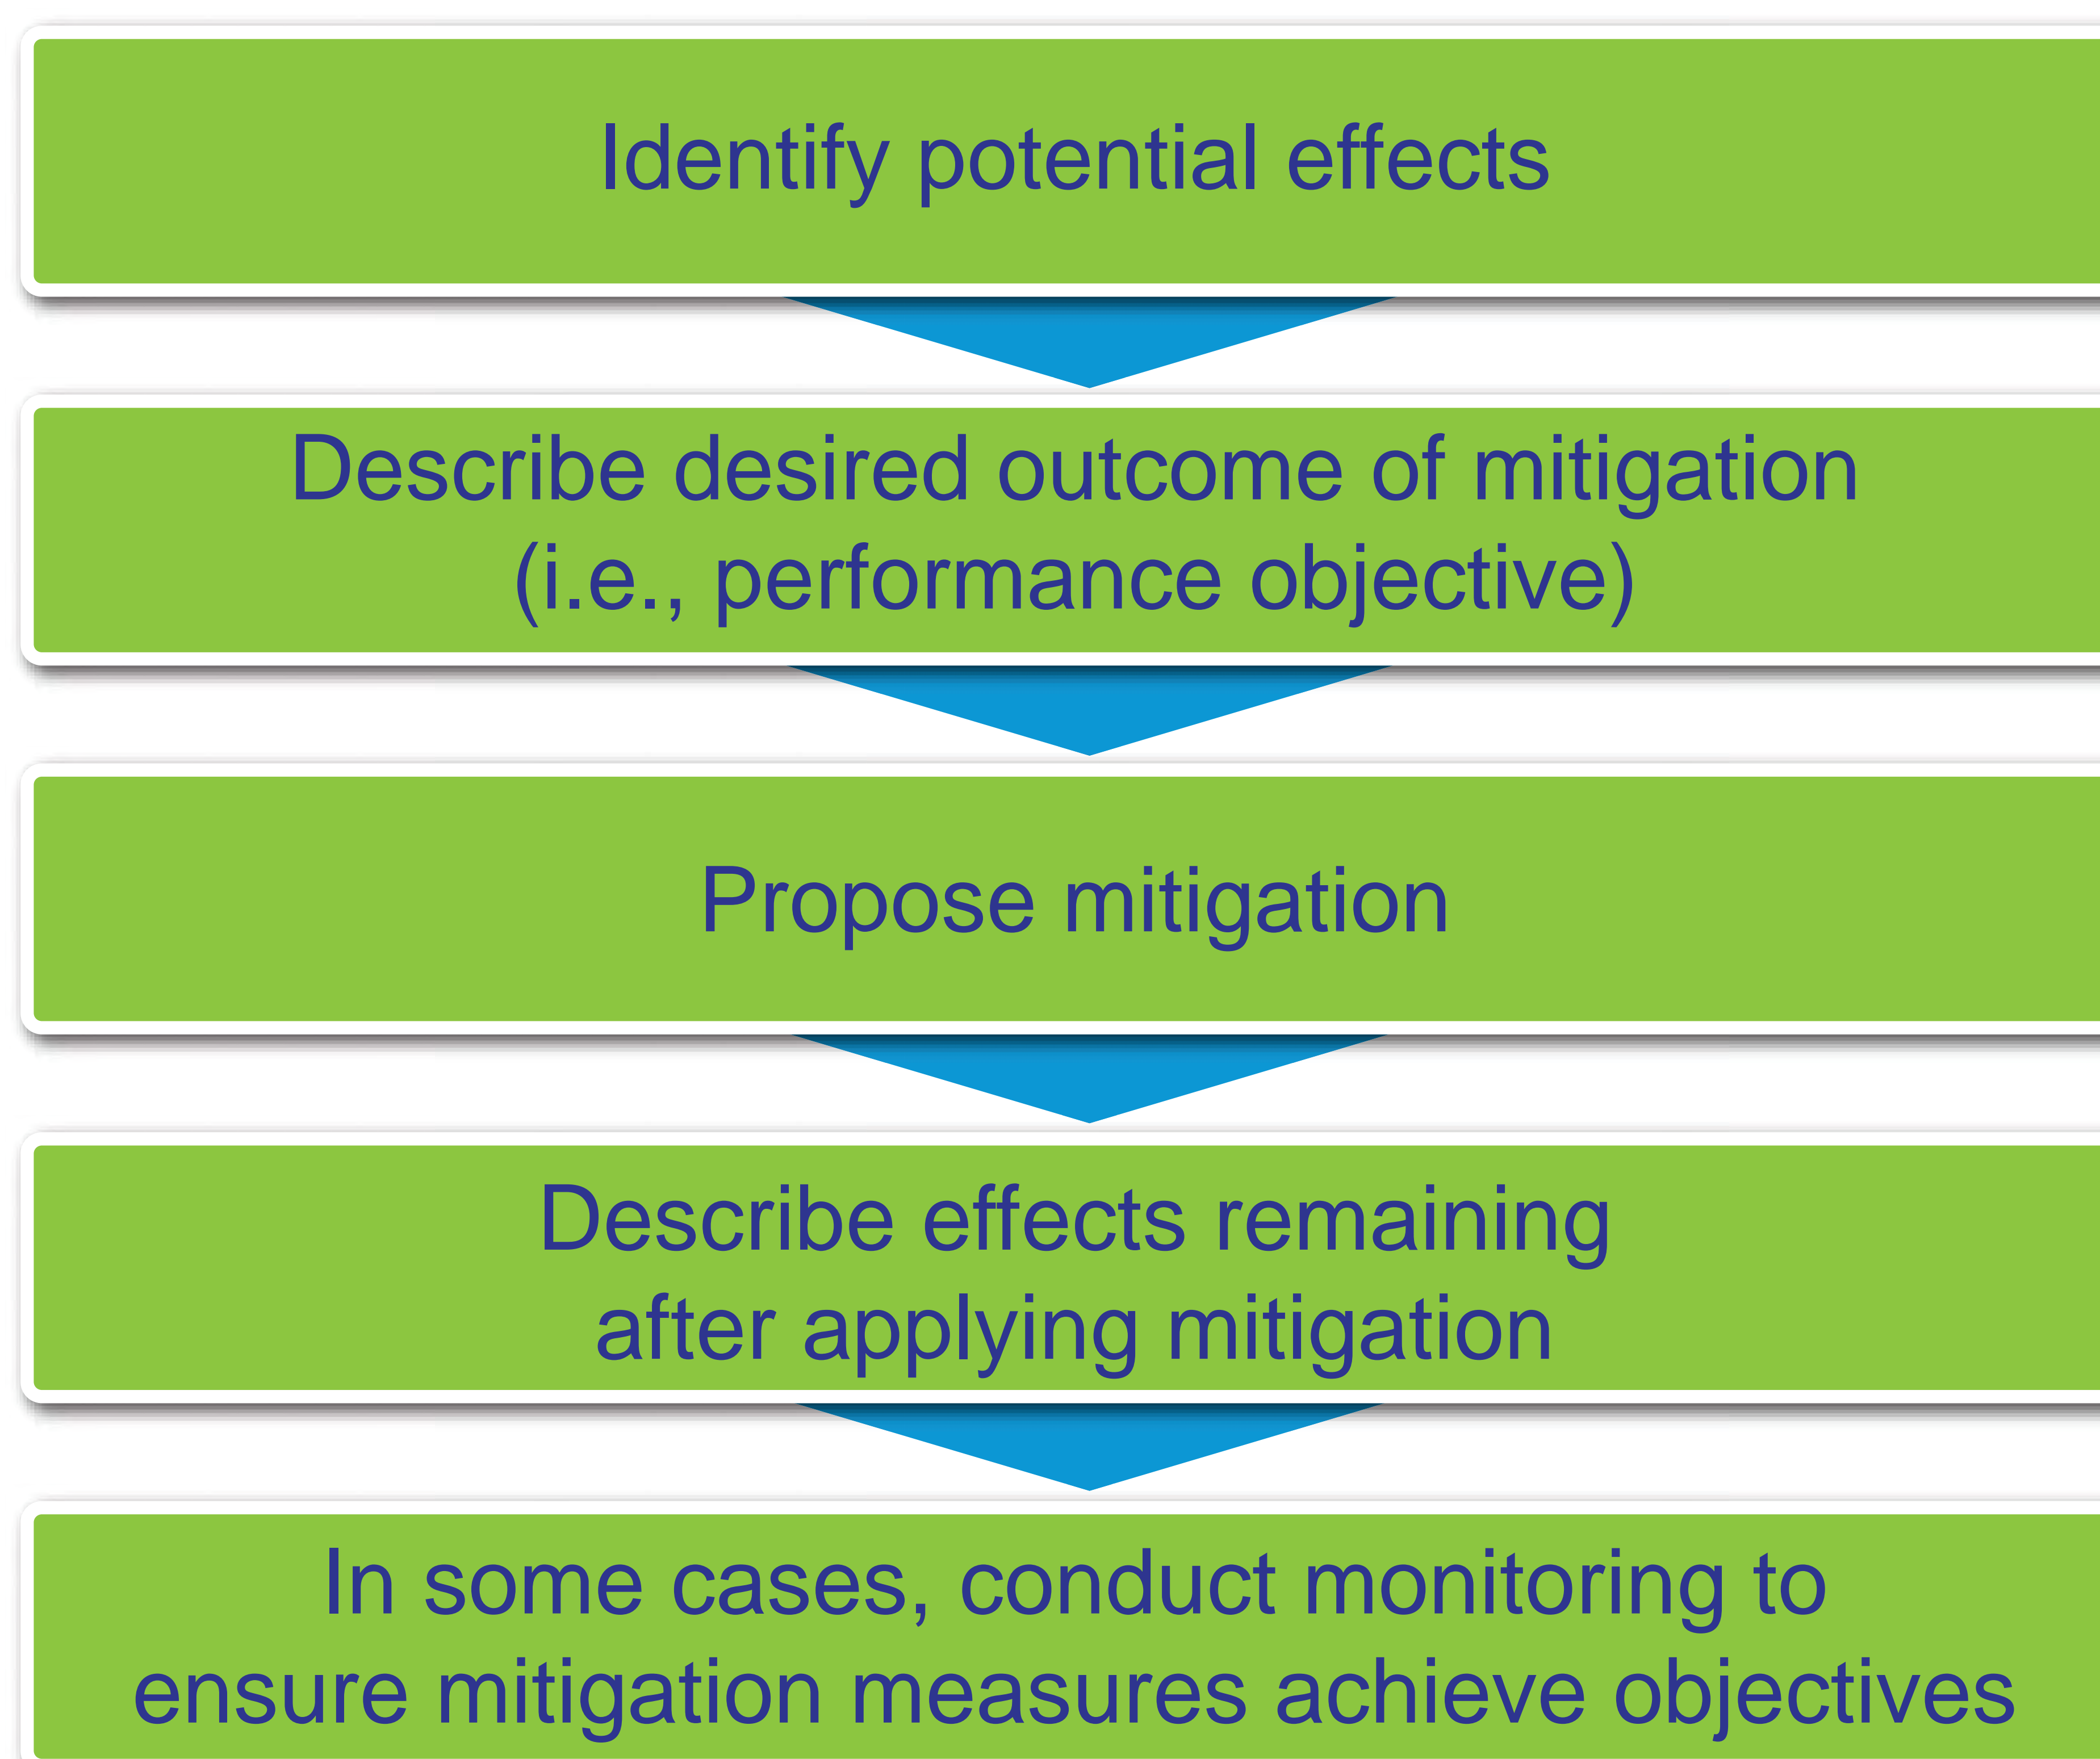 Identify potential effects
Describe desired outcome of mitigation
(i.e., performance objective)
Propose mitigation
Describe effects remaining
after applying mitigation
In some cases, conduct monitoring to
ensure mitigation measures achieve objectives